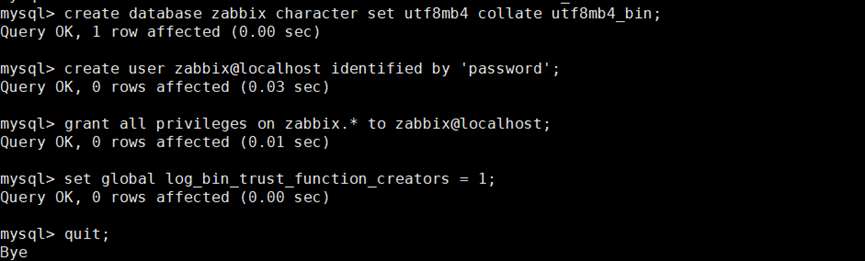 mysql> create database zabbix character set utf8mb4 collate utf8mb4_bin;
Query OK, 1 row affected (0.00 sec)
mysql> create user zabbix@localhost identified by 'password';
Query OK, 0 rows affected (0.03 sec)
mysql> grant all privileges on zabbix.* to zabbix@localhost;
Query OK, 0 rows affected (0.01 sec)
mysql> set global log_bin_trust_function_creators = 1;
Query OK, 0 rows affected (0.00 sec)
mysql> quit;
Bye